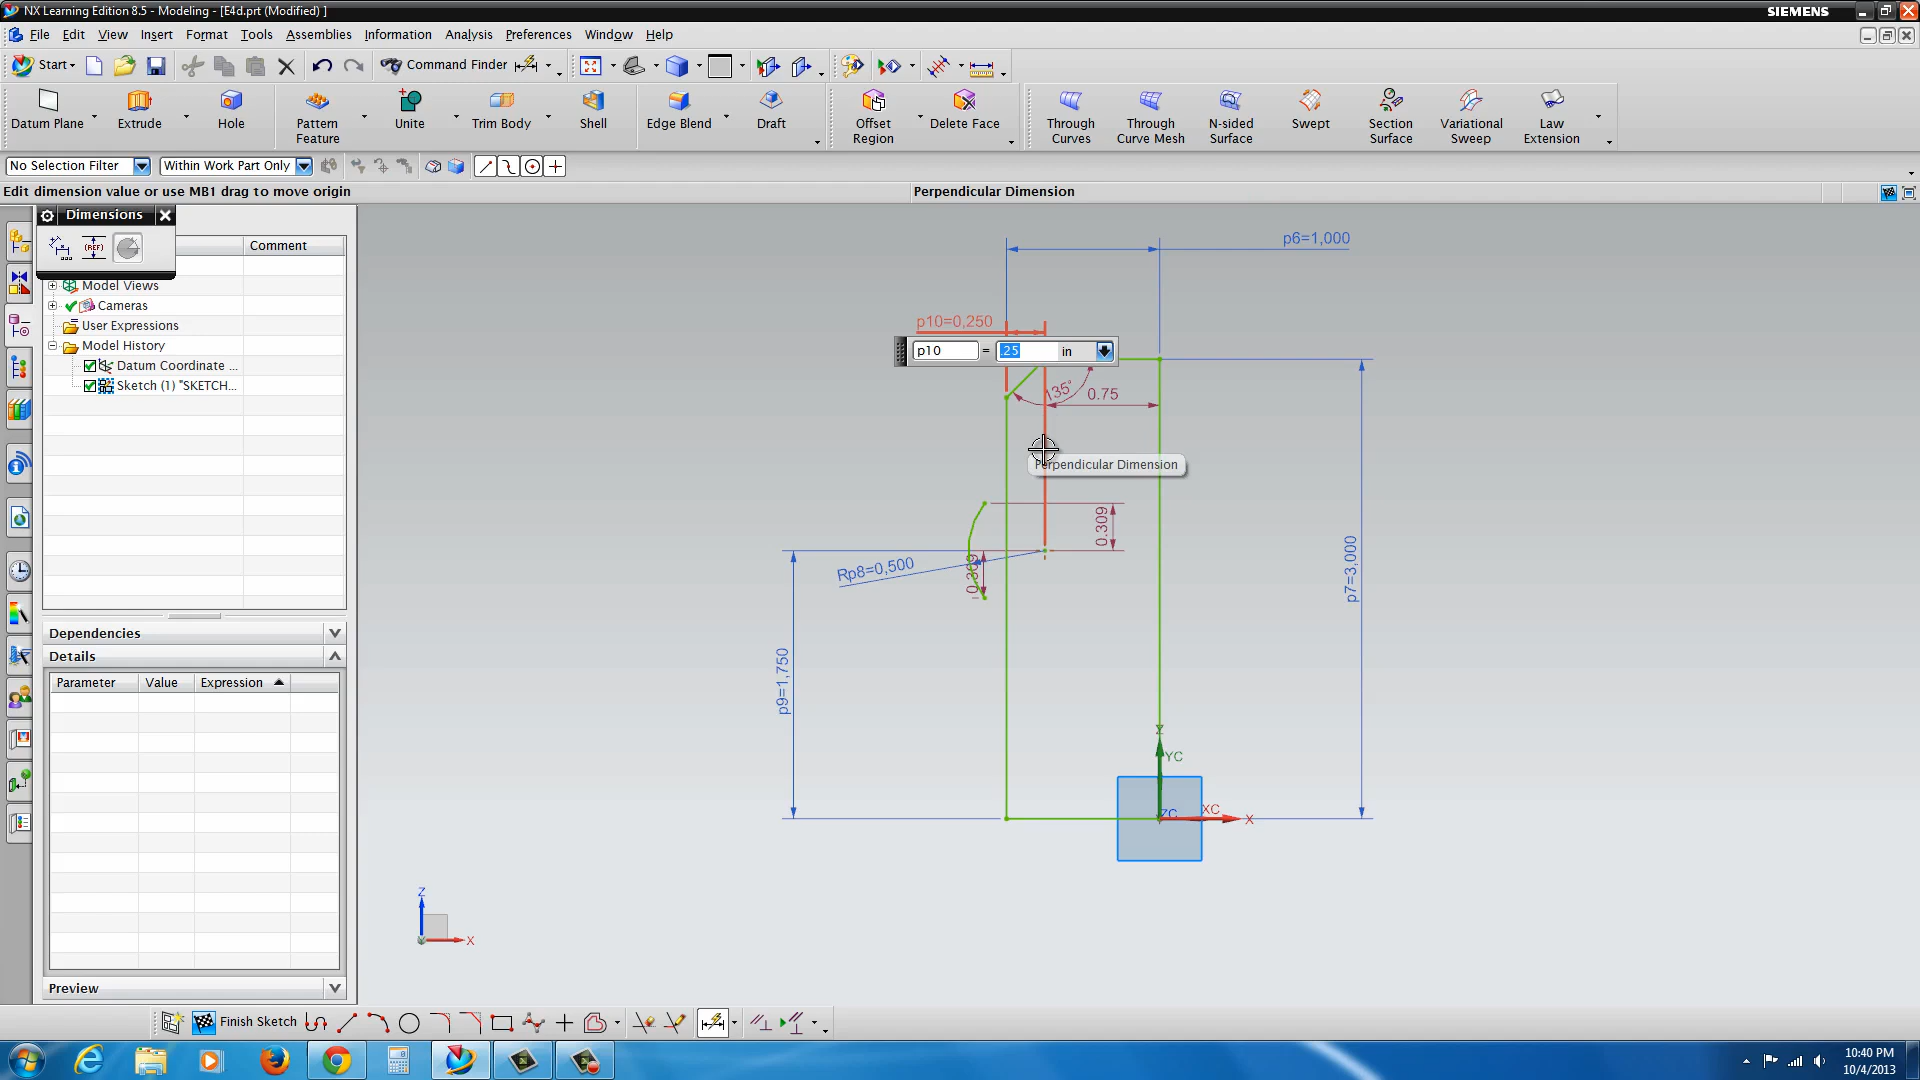 NX Learning Edition 8.5 - Modeling - [E4d.prt (Modified) ]
SIEMENS
File Edit View Insert Format Tools Assemblies Information Analysis Preferences Window Help
Start Command Finder
Datum Plane Extrude Hole Pattern Feature Unite Trim Body Shell Edge Blend Draft Offset Region Delete Face Through Curves Through Curve Mesh N-sided Surface Swept Section Surface Variational Sweep Law Extension
No Selection Filter Within Work Part Only
Edit dimension value or use MB1 drag to move origin
Perpendicular Dimension
Dimensions
(REF)
Comment
Model Views
Cameras
User Expressions
Model History
Datum Coordinate ...
Sketch (1) "SKETCH...
Dependencies
Details
Parameter Value Expression
Preview
p6=1,000
p10=0,250
p10 = .25 in
0.75
Perpendicular Dimension
0.309
0.309
Rp8=0,500
p7=3,000
p9=1,750
YC
ZC XC X
Z
Z
Y X
Finish Sketch
10:40 PM
10/4/2013